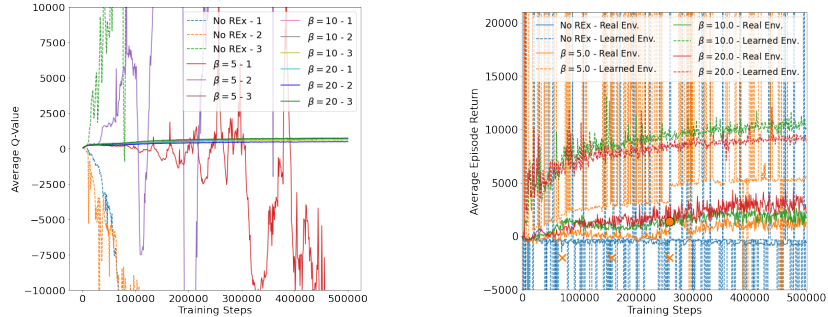 10000
7500
5000
2500
0
−2500
−5000
−7500
−10000
Average Q-Value
0 100000 200000 300000 400000 500000
Training Steps
No REx - 1
No REx - 2
No REx - 3
β = 5 - 1
β = 5 - 2
β = 5 - 3
β = 10 - 1
β = 10 - 2
β = 10 - 3
β = 20 - 1
β = 20 - 2
β = 20 - 3
20000
15000
10000
5000
0
−5000
Average Episode Return
0 100000 200000 300000 400000 500000
Training Steps
No REx - Real Env.
No REx - Learned Env.
β = 5.0 - Real Env.
β = 5.0 - Learned Env.
β = 10.0 - Real Env.
β = 10.0 - Learned Env.
β = 20.0 - Real Env.
β = 20.0 - Learned Env.